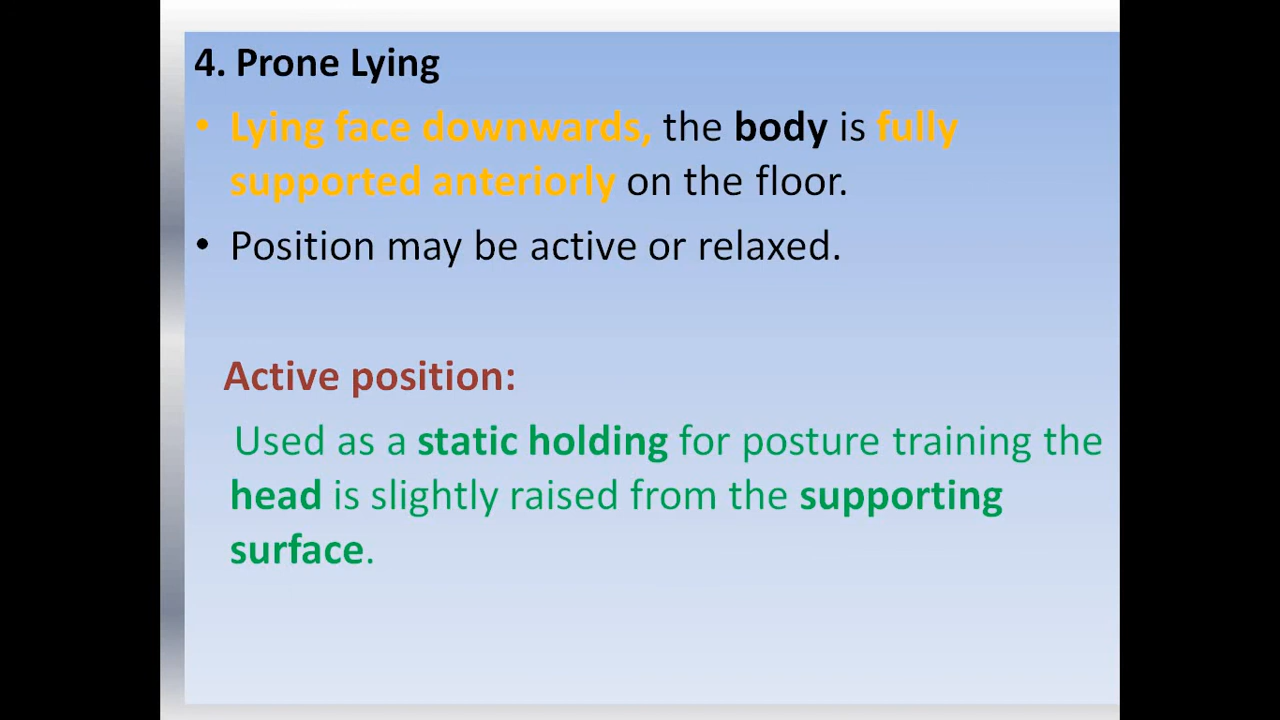 4. Prone Lying
• Lying face downwards, the body is fully
supported anteriorly on the floor.
• Position may be active or relaxed.
Active position:
Used as a static holding for posture training the
head is slightly raised from the supporting
surface.